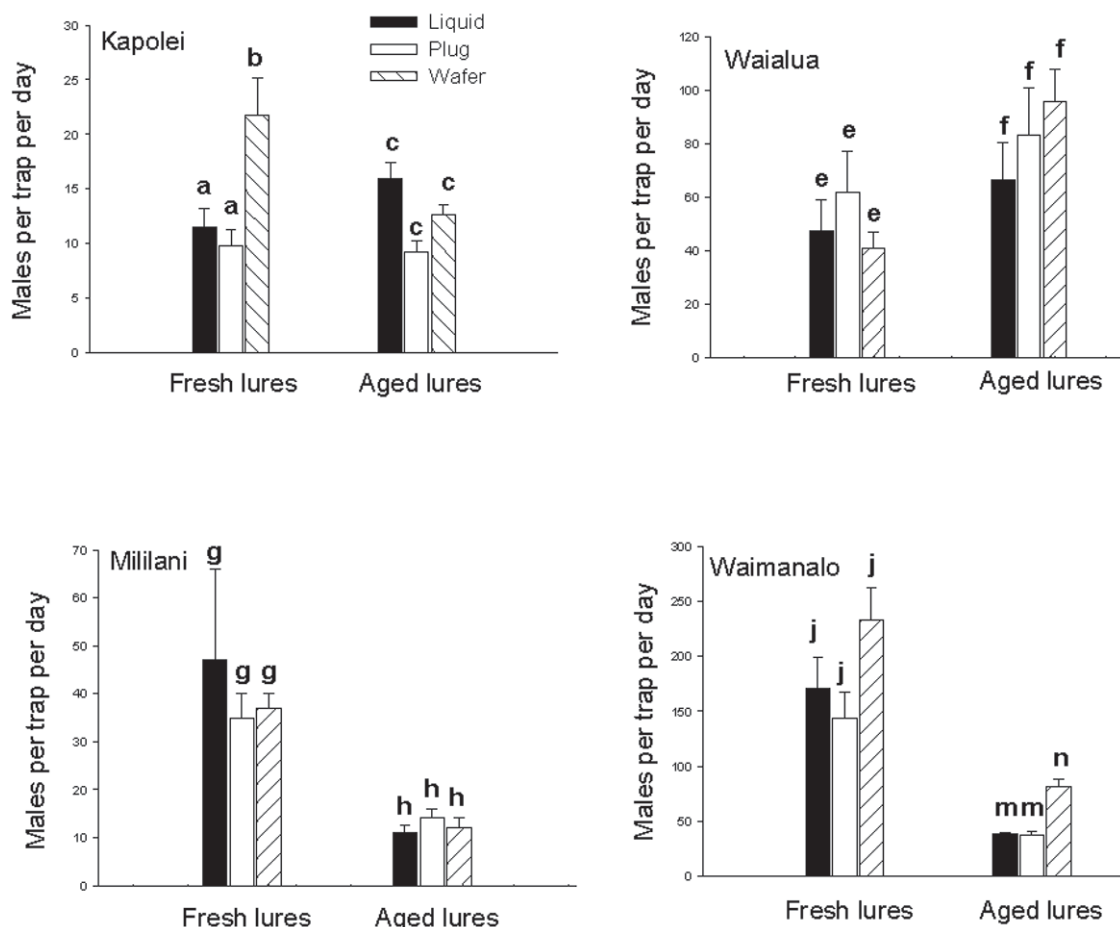 Kapolei
Liquid
Plug
Wafer
Males per trap per day
30
25
20
15
10
5
0
a
a
b
c
c
c
Fresh lures
Aged lures
Waialua
Males per trap per day
120
100
80
60
40
20
0
e
e
e
f
f
f
Fresh lures
Aged lures
Mililani
Males per trap per day
70
60
50
40
30
20
10
0
g
g
g
h
h
h
Fresh lures
Aged lures
Waimanalo
Males per trap per day
300
250
200
150
100
50
0
j
j
j
m
m
n
Fresh lures
Aged lures